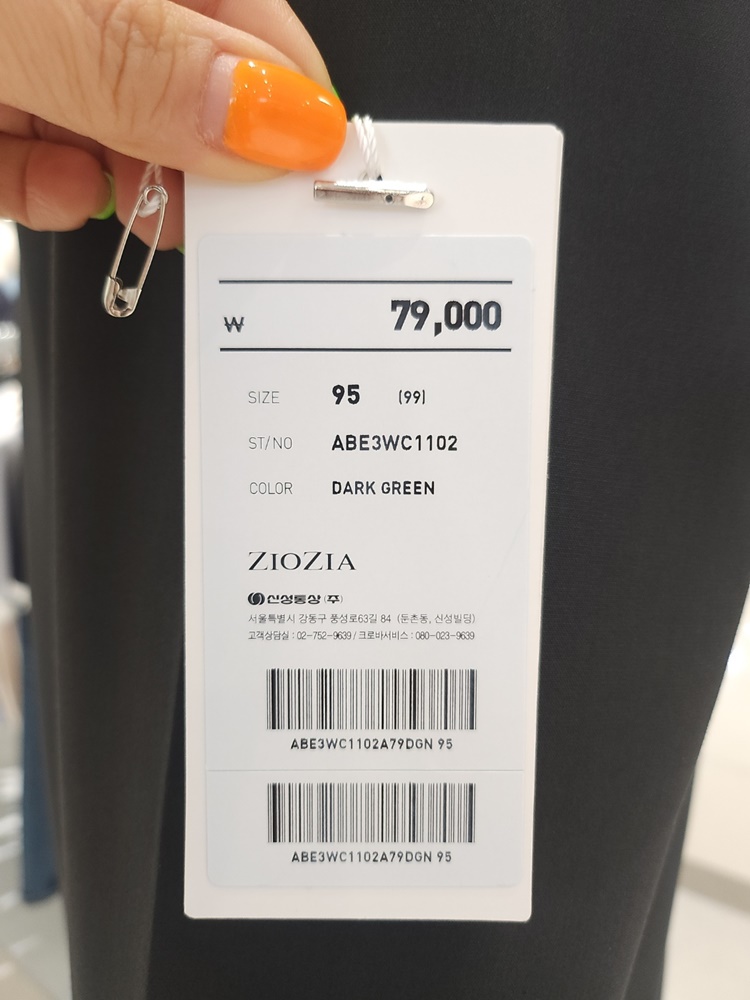 ₩ 79,000
SIZE 95 (99)
ST/NO ABE3WC1102
COLOR DARK GREEN
ZIOZIA
신성통상 (주)
서울특별시 강동구 풍성로63길 84 (둔촌동, 신성빌딩)
고객상담실 : 02-752-9639 / 크로바서비스 : 080-023-9639
ABE3WC1102A79DGN 95
ABE3WC1102A79DGN 95